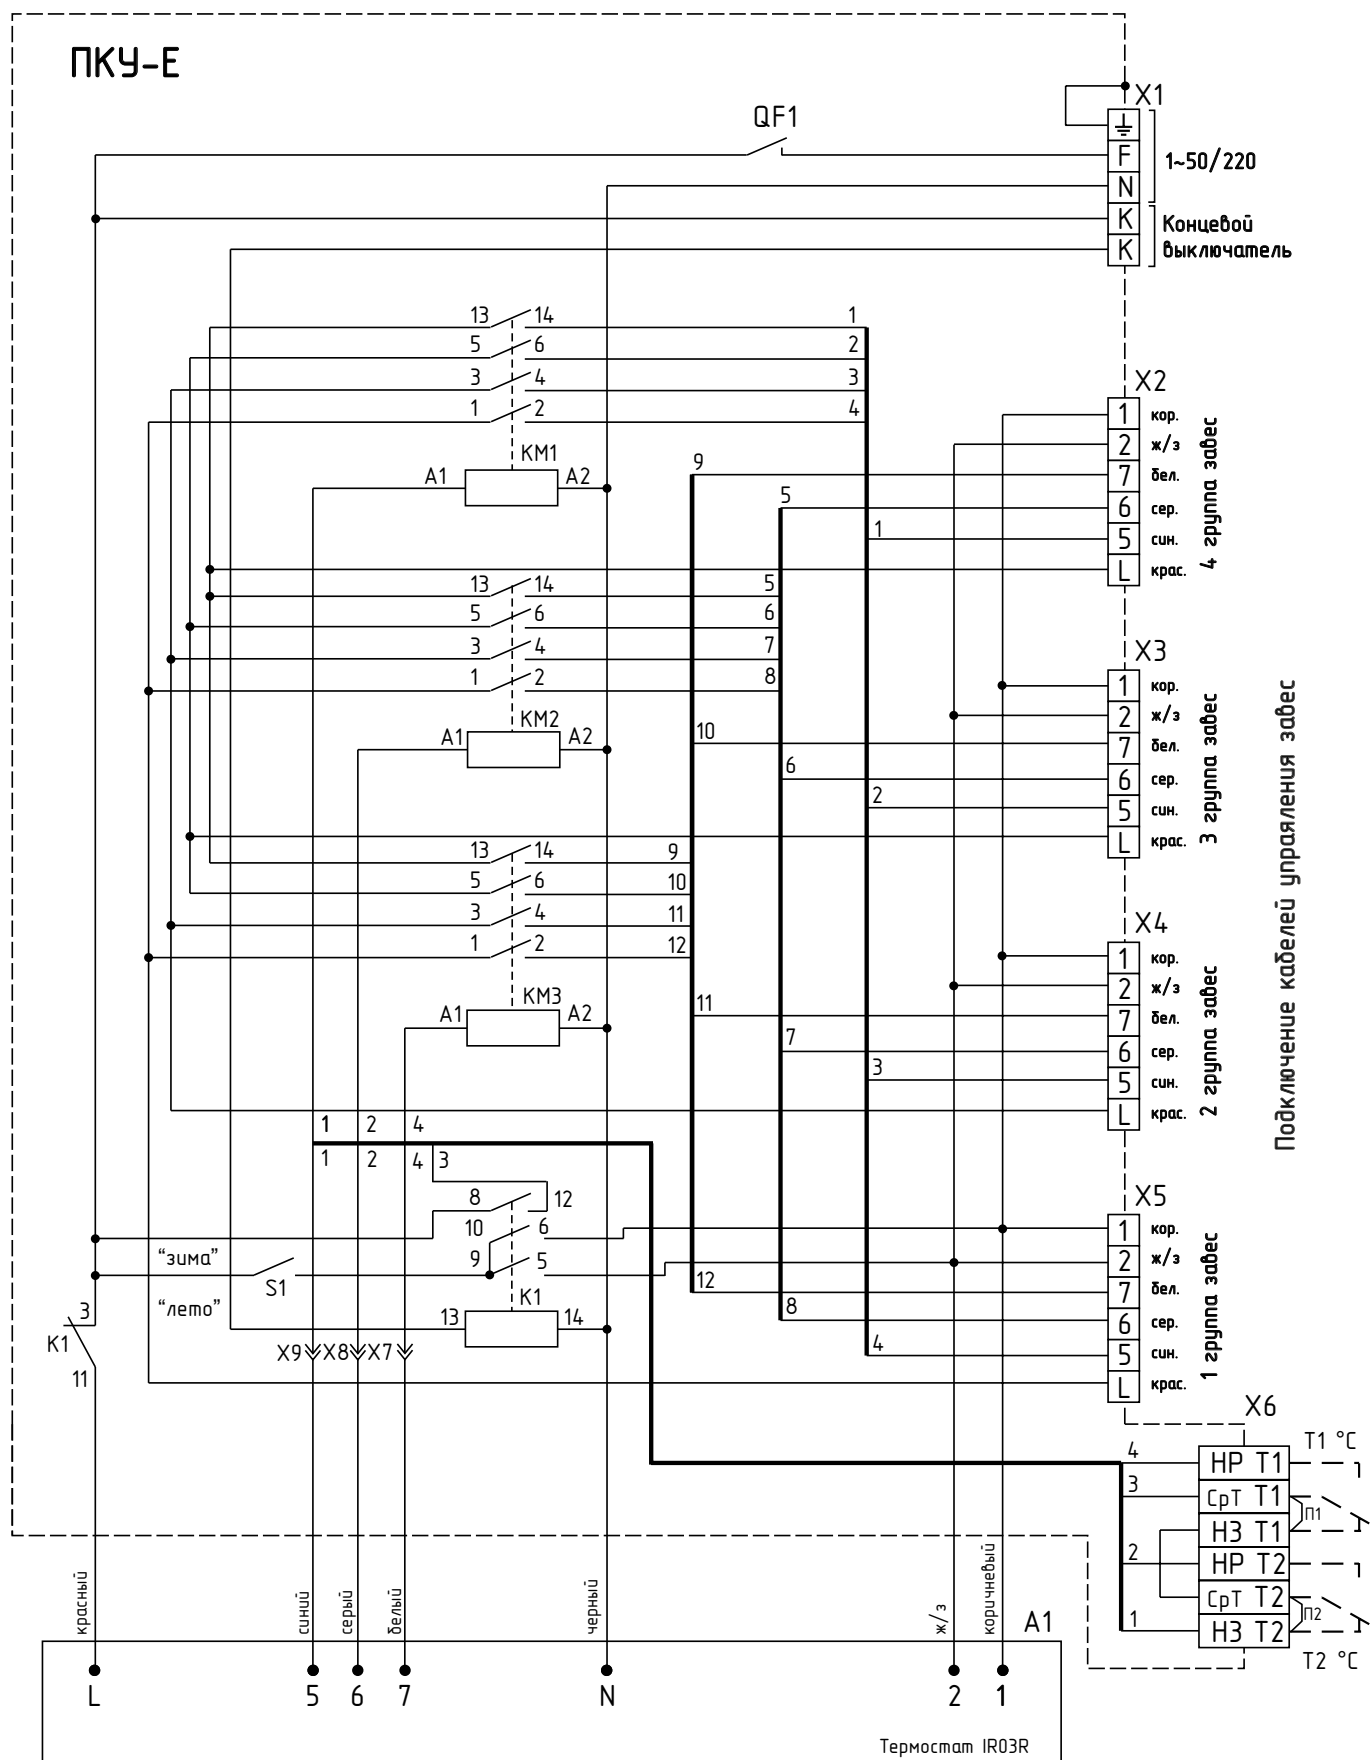 ПКУ-Е
QF1
X1
F
N
K
K
1~50/220
Концевой
выключатель
13 14 1
5 6 2
3 4 3
1 2 4
KM1
A1 A2
9
5
1
X2
1 кор.
2 ж/з
7 бел.
6 сер.
5 син.
L крас.
4 группа завес
13 14 5
5 6 6
3 4 7
1 2 8
KM2
A1 A2
10
6
2
X3
1 кор.
2 ж/з
7 бел.
6 сер.
5 син.
L крас.
3 группа завес
13 14 9
5 6 10
3 4 11
1 2 12
KM3
A1 A2
11
7
3
X4
1 кор.
2 ж/з
7 бел.
6 сер.
5 син.
L крас.
2 группа завес
Подключение кабелей упраяления завес
1 2 4
1 2 4 3
8 12
10 6
9 5
"зима"
S1
"лето"
K1
13 14
3
K1
11
X9 X8 X7
12
8
4
X5
1 кор.
2 ж/з
7 бел.
6 сер.
5 син.
L крас.
1 группа завес
X6
T1 °C
4 НР T1
3 СрТ T1
П1
НЗ T1
2 НР T2
СрТ T2
П2
1 НЗ T2
T2 °C
красный
синий
серый
белый
черный
ж/з
коричневый
A1
L 5 6 7 N 2 1
Термостат IR03R